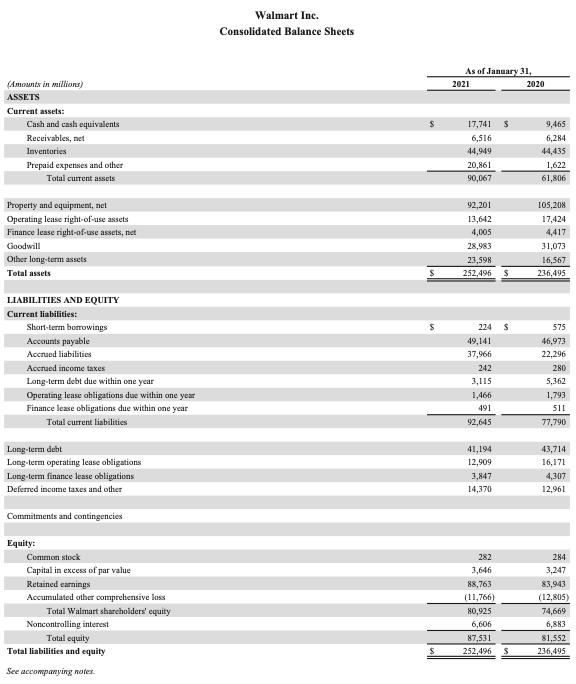 Walmart Inc.
Consolidated Balance Sheets
As of January 31,
(Amounts in millions) 2021 2020
ASSETS
Current assets:
Cash and cash equivalents $ 17,741 $ 9,465
Receivables, net 6,516 6,284
Inventories 44,949 44,435
Prepaid expenses and other 20,861 1,622
Total current assets 90,067 61,806
Property and equipment, net 92,201 105,208
Operating lease right-of-use assets 13,642 17,424
Finance lease right-of-use assets, net 4,005 4,417
Goodwill 28,983 31,073
Other long-term assets 23,598 16,567
Total assets $ 252,496 $ 236,495
LIABILITIES AND EQUITY
Current liabilities:
Short-term borrowings $ 224 $ 575
Accounts payable 49,141 46,973
Accrued liabilities 37,966 22,296
Accrued income taxes 242 280
Long-term debt due within one year 3,115 5,362
Operating lease obligations due within one year 1,466 1,793
Finance lease obligations due within one year 491 511
Total current liabilities 92,645 77,790
Long-term debt 41,194 43,714
Long-term operating lease obligations 12,909 16,171
Long-term finance lease obligations 3,847 4,307
Deferred income taxes and other 14,370 12,961
Commitments and contingencies
Equity:
Common stock 282 284
Capital in excess of par value 3,646 3,247
Retained earnings 88,763 83,943
Accumulated other comprehensive loss (11,766) (12,805)
Total Walmart shareholders' equity 80,925 74,669
Noncontrolling interest 6,606 6,883
Total equity 87,531 81,552
Total liabilities and equity $ 252,496 $ 236,495
See accompanying notes.